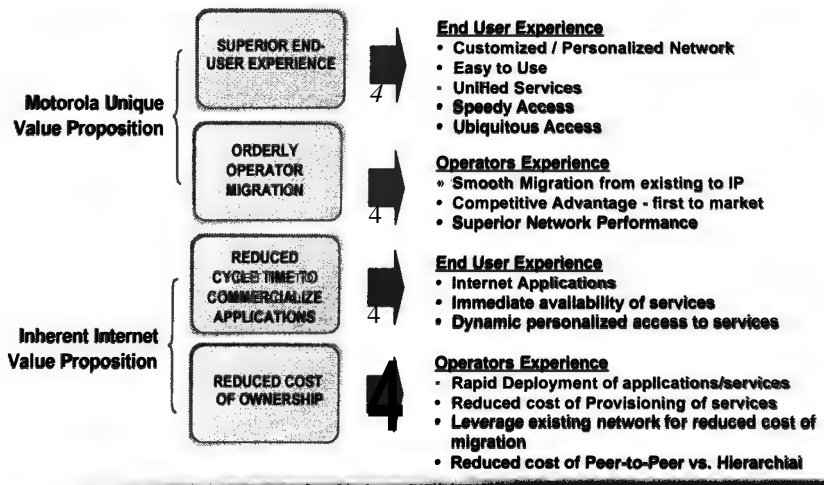 Motorola Unique
Value Proposition
SUPERIOR END-
USER EXPERIENCE
4
End User Experience
• Customized / Personalized Network
• Easy to Use
- Unified Services
• Speedy Access
• Ubiquitous Access
ORDERLY
OPERATOR
MIGRATION
4
Operators Experience
» Smooth Migration from existing to IP
• Competitive Advantage - first to market
• Superior Network Performance
Inherent Internet
Value Proposition
REDUCED
CYCLE TIME TO
COMMERCIALIZE
APPLICATIONS
4
End User Experience
• Internet Applications
• Immediate availability of services
• Dynamic personalized access to services
REDUCED COST
OF OWNERSHIP
4
Operators Experience
- Rapid Deployment of applications/services
• Reduced cost of Provisioning of services
• Leverage existing network for reduced cost of
migration
• Reduced cost of Peer-to-Peer vs. Hierarchial